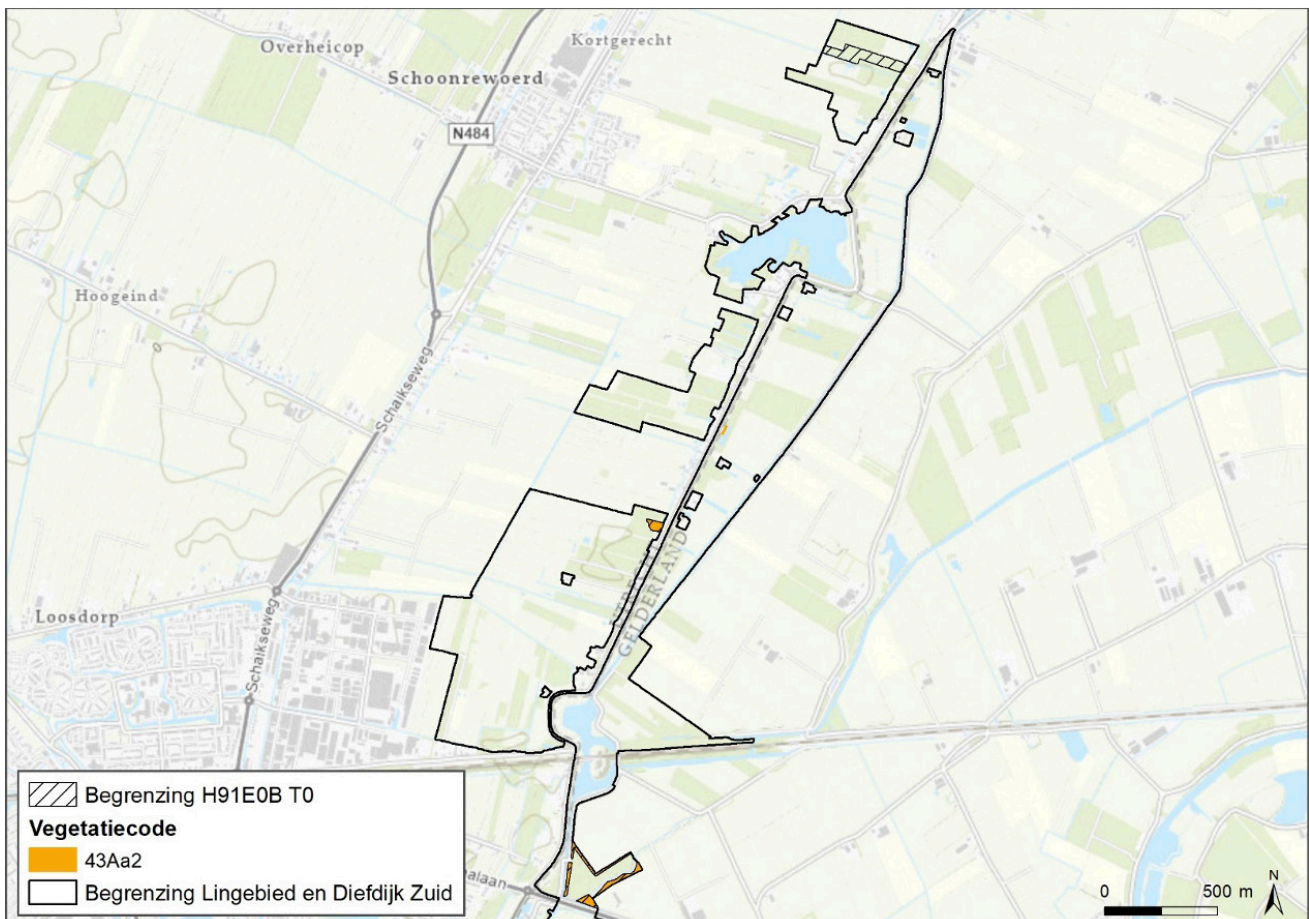 Overheicop
Kortgerecht
Schoonrewoerd
N484
Hoogeind
Schaikseweg
GELDERLAND
Loosdorp
Schaikseweg
Begrenzing H91E0B T0
Vegetatiecode
43Aa2
Begrenzing Lingebied en Diefdijk Zuid
alaan
0 500 m
N